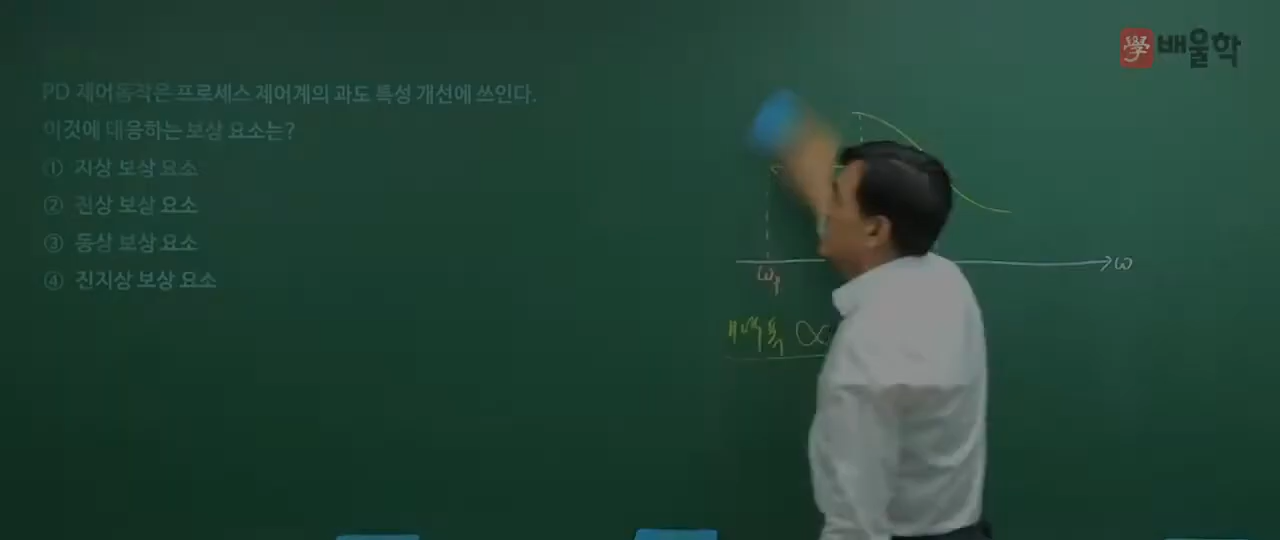 學 배울학
PD 제어동작은 프로세스 제어계의 과도 특성 개선에 쓰인다.
이것에 대응하는 보상 요소는?
① 지상 보상 요소
② 진상 보상 요소
③ 동상 보상 요소
④ 진지상 보상 요소
ω